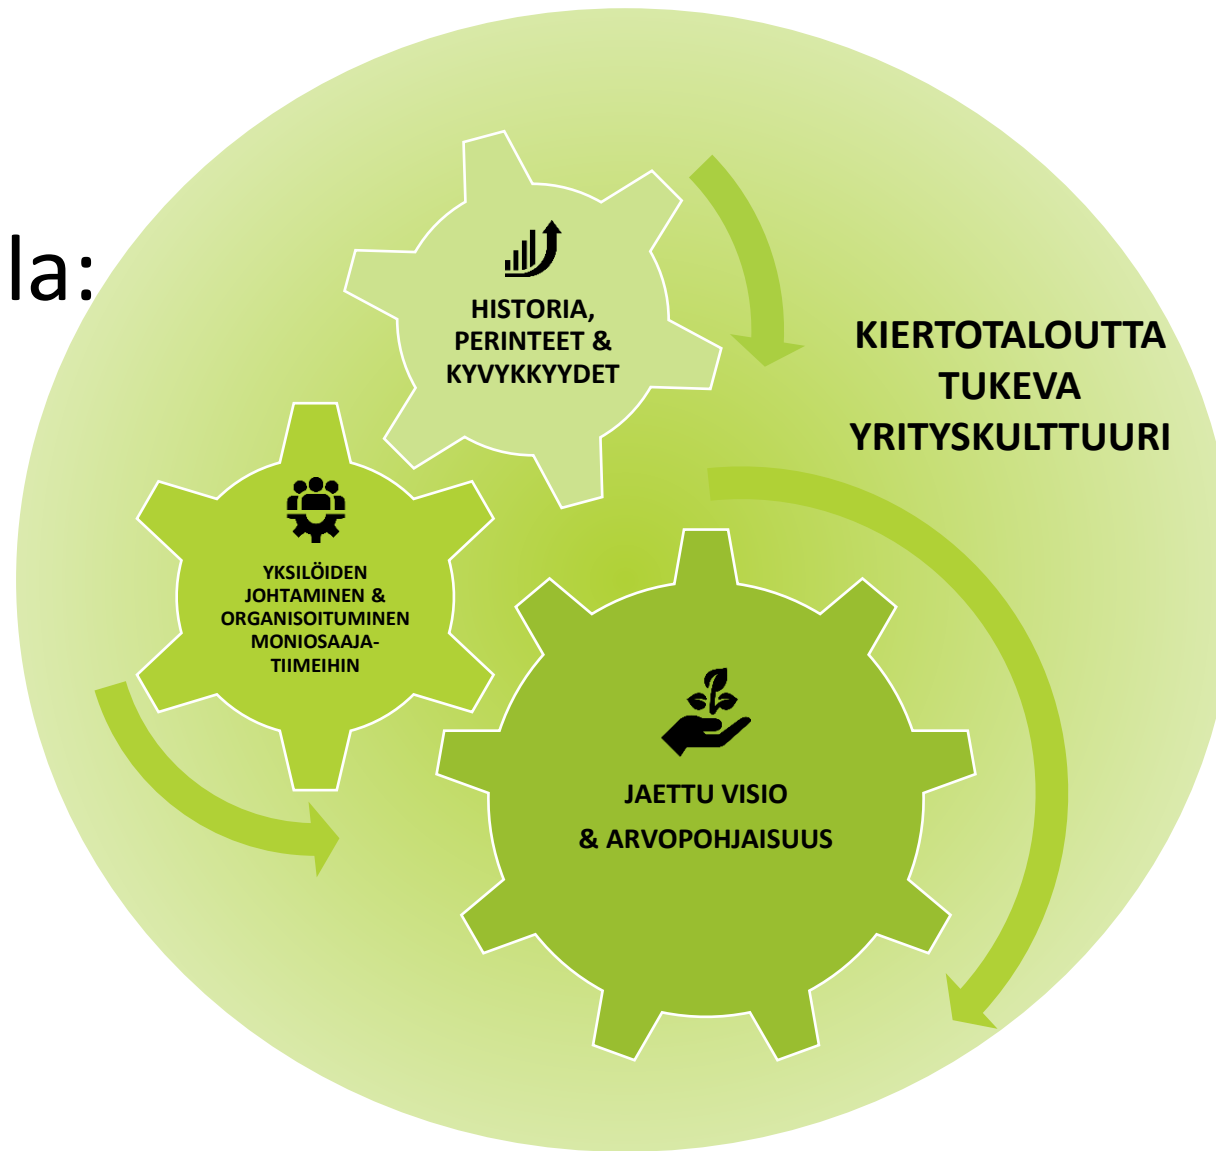 la:
HISTORIA,
PERINTEET &
KYVYKKYYDET
KIERTOTALOUTTA
TUKEVA
YRITYSKULTTUURI
YKSILÖIDEN
JOHTAMINEN &
ORGANISOITUMINEN
MONIOSAAJA-
TIIMEIHIN
JAETTU VISIO
& ARVOPOHJAISUUS